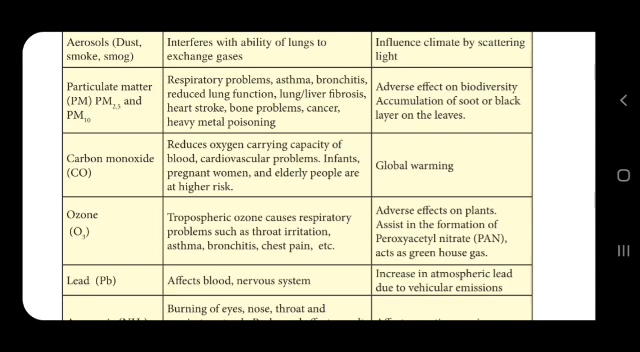 Aerosols (Dust,
smoke, smog)
Interferes with ability of lungs to
exchange gases
Influence climate by scattering
light
Particulate matter
(PM) PM2.5 and
PM10
Respiratory problems, asthma, bronchitis,
reduced lung function, lung/liver fibrosis,
heart stroke, bone problems, cancer,
heavy metal poisoning
Adverse effect on biodiversity
Accumulation of soot or black
layer on the leaves.
Carbon monoxide
(CO)
Reduces oxygen carrying capacity of
blood, cardiovascular problems. Infants,
pregnant women, and elderly people are
at higher risk.
Global warming
Ozone
(O3)
Tropospheric ozone causes respiratory
problems such as throat irritation,
asthma, bronchitis, chest pain, etc.
Adverse effects on plants.
Assist in the formation of
Peroxyacetyl nitrate (PAN),
acts as green house gas.
Lead (Pb)
Affects blood, nervous system
Increase in atmospheric lead
due to vehicular emissions
Burning of eyes, nose, throat and